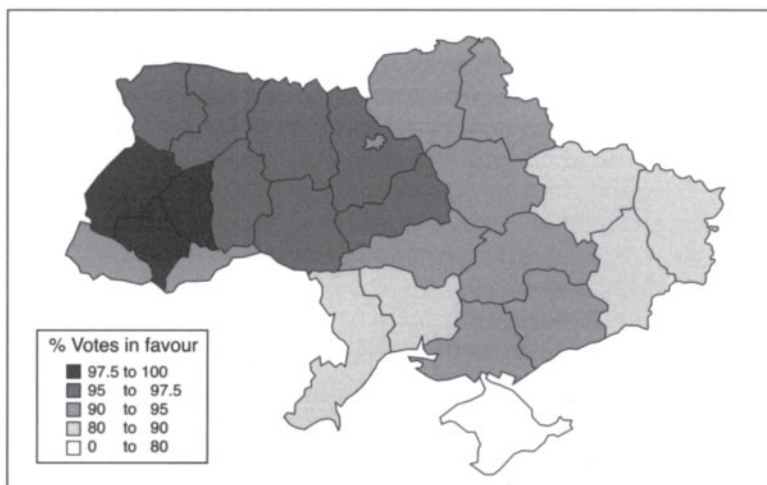 % Votes in favour
97.5 to 100
95 to 97.5
90 to 95
80 to 90
0 to 80